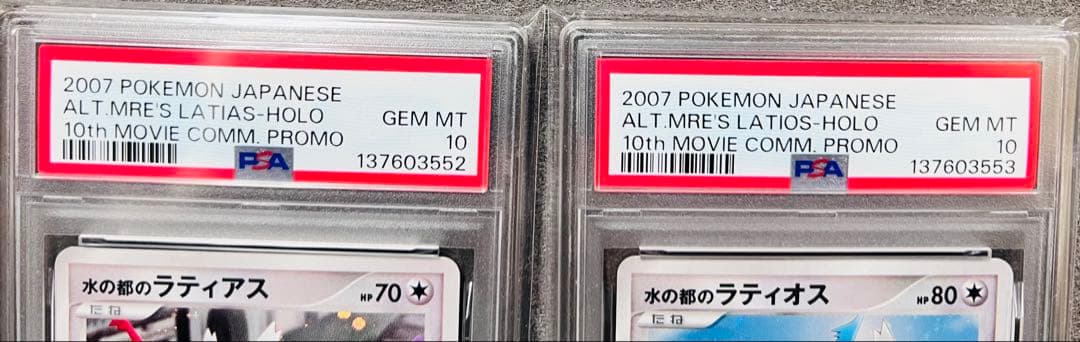 2007 POKEMON JAPANESE
ALT.MRE'S LATIAS-HOLO GEM MT
10th MOVIE COMM. PROMO 10
PSA 137603552
水の都のラティアス HP70
たね
2007 POKEMON JAPANESE
ALT.MRE'S LATIOS-HOLO GEM MT
10th MOVIE COMM. PROMO 10
PSA 137603553
水の都のラティオス HP80
たね